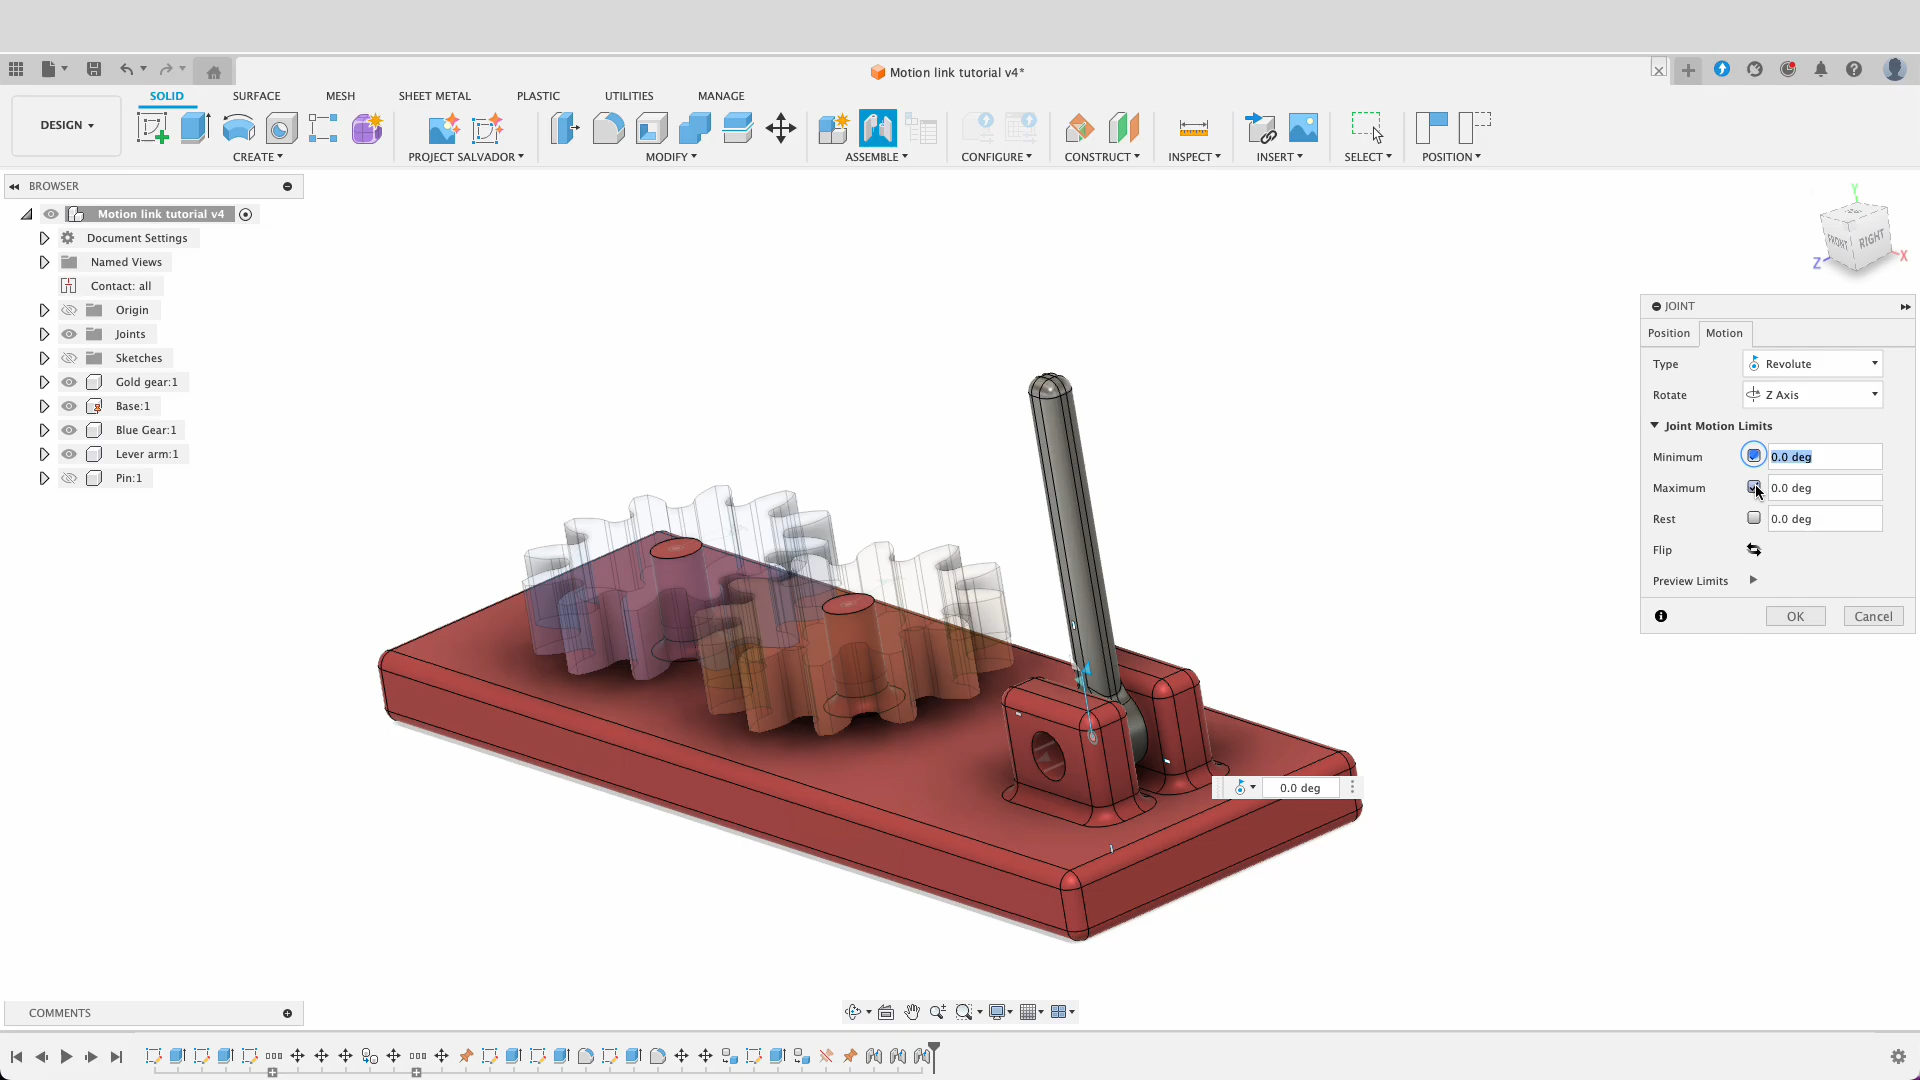 Motion link tutorial v4*
DESIGN
SOLID SURFACE MESH SHEET METAL PLASTIC UTILITIES MANAGE
CREATE PROJECT SALVADOR MODIFY ASSEMBLE CONFIGURE CONSTRUCT INSPECT INSERT SELECT POSITION
BROWSER
Motion link tutorial v4
Document Settings
Named Views
Contact: all
Origin
Joints
Sketches
Gold gear:1
Base:1
Blue Gear:1
Lever arm:1
Pin:1
Y
FRONT RIGHT
Z X
JOINT
Position Motion
Type Revolute
Rotate Z Axis
Joint Motion Limits
Minimum 0.0 deg
Maximum 0.0 deg
Rest 0.0 deg
Flip
Preview Limits
OK Cancel
0.0 deg
COMMENTS